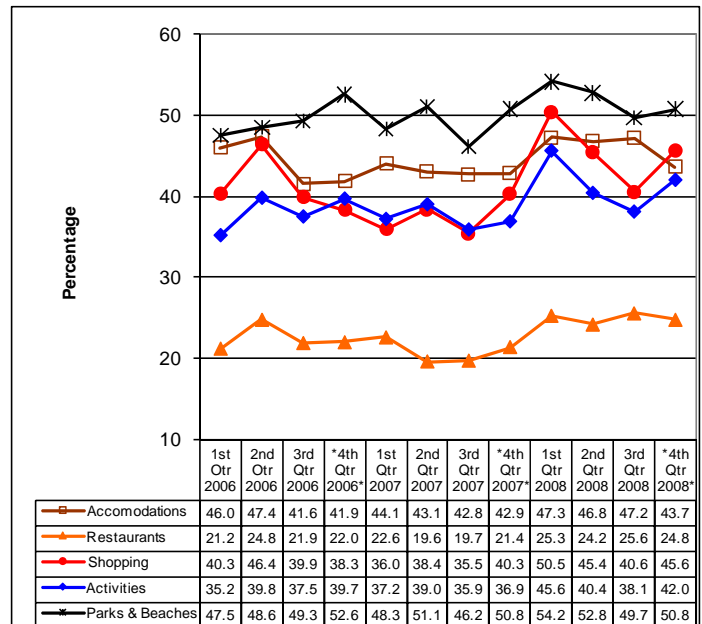 60
50
40
30
20
10
Percentage
1st Otr 2006 2nd Otr 2006 3rd Qtr 2006 *4th Qtr 2006* 1st Qtr 2007 2nd Qtr 2007 3rd Qtr 2007 *4th Qtr 2007* 1st Qtr 2008 2nd Qtr 2008 3rd Qtr 2008 *4th Qtr 2008*
Accomodations 46.0 47.4 41.6 41.9 44.1 43.1 42.8 42.9 47.3 46.8 47.2 43.7
Restaurants 21.2 24.8 21.9 22.0 22.6 19.6 19.7 21.4 25.3 24.2 25.6 24.8
Shopping 40.3 46.4 39.9 38.3 36.0 38.4 35.5 40.3 50.5 45.4 40.6 45.6
Activities 35.2 39.8 37.5 39.7 37.2 39.0 35.9 36.9 45.6 40.4 38.1 42.0
Parks & Beaches 47.5 48.6 49.3 52.6 48.3 51.1 46.2 50.8 54.2 52.8 49.7 50.8